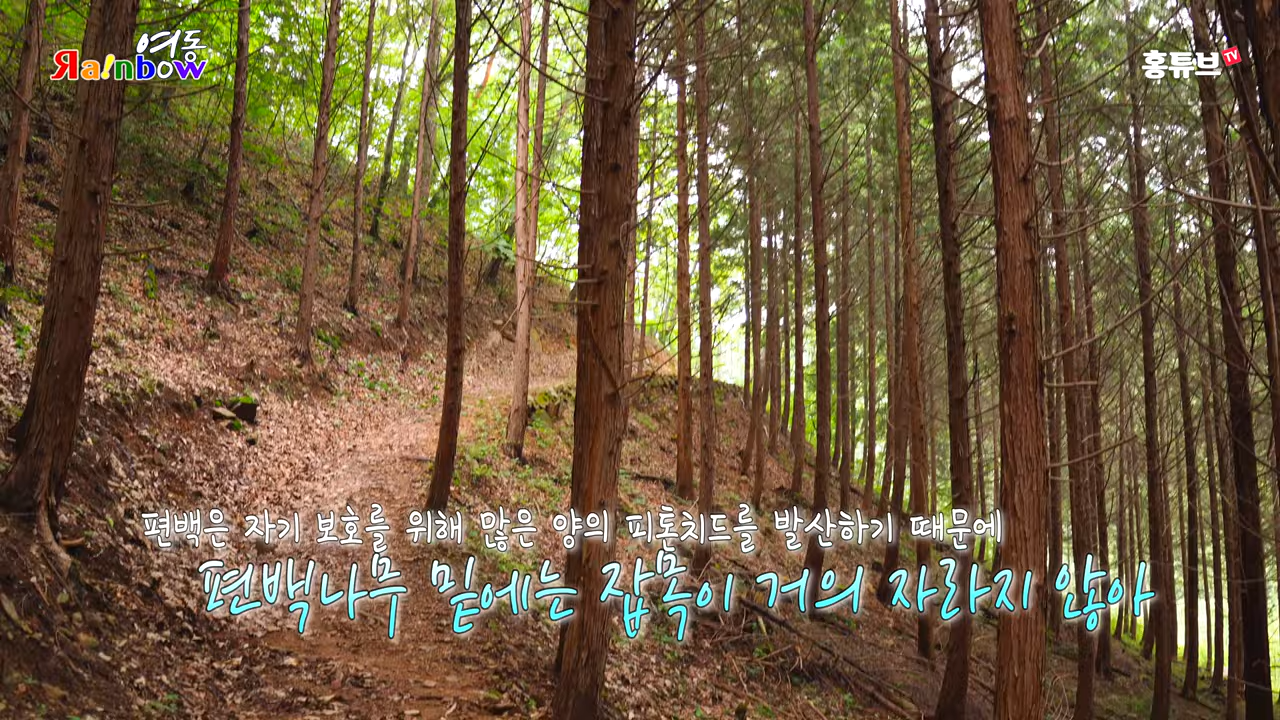 여동
Ra!nbow
홍튜브 TV
편백은 자기 보호를 위해 많은 양의 피톤치드를 발산하기 때문에
편백나무 밑에는 잡목이 거의 자라지 않아